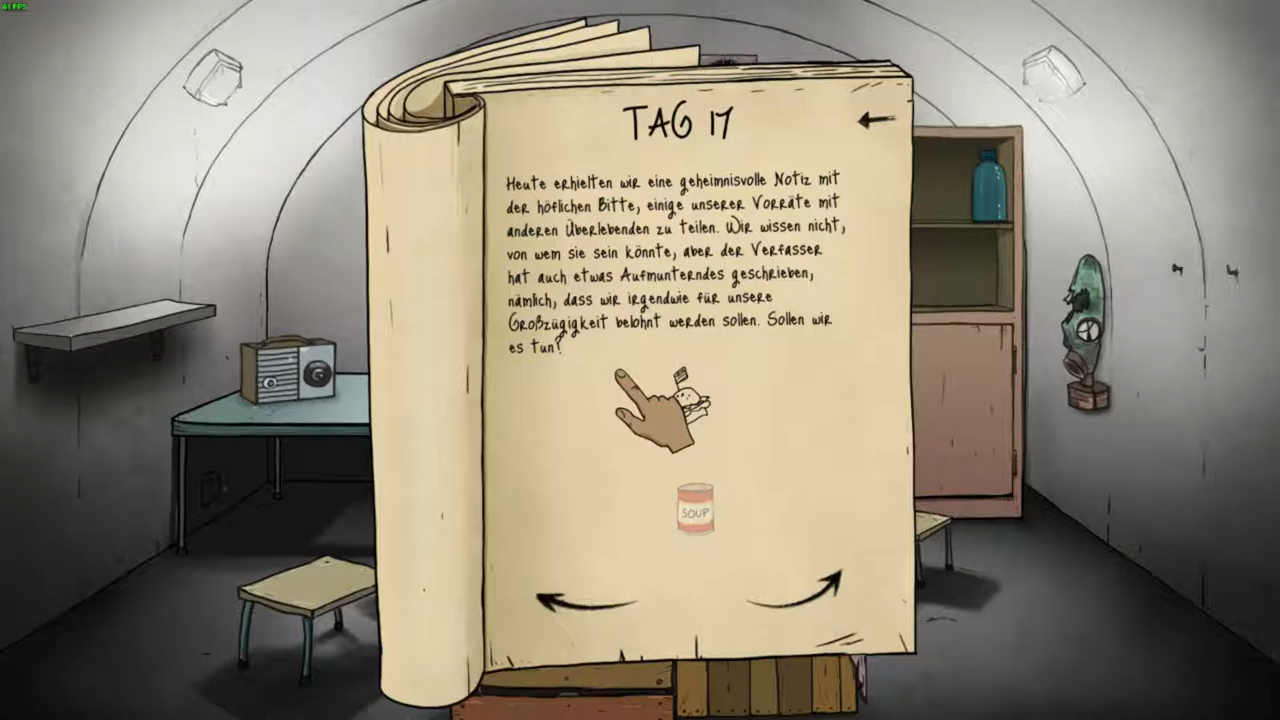 61 FPS
TAG 17
Heute erhielten wir eine geheimnisvolle Notiz mit
der höflichen Bitte, einige unserer Vorräte mit
anderen Überlebenden zu teilen. Wir wissen nicht,
von wem sie sein könnte, aber der Verfasser
hat auch etwas Aufmunterndes geschrieben,
nämlich, dass wir irgendwie für unsere
Großzügigkeit belohnt werden sollen. Sollen wir
es tun?
SOUP